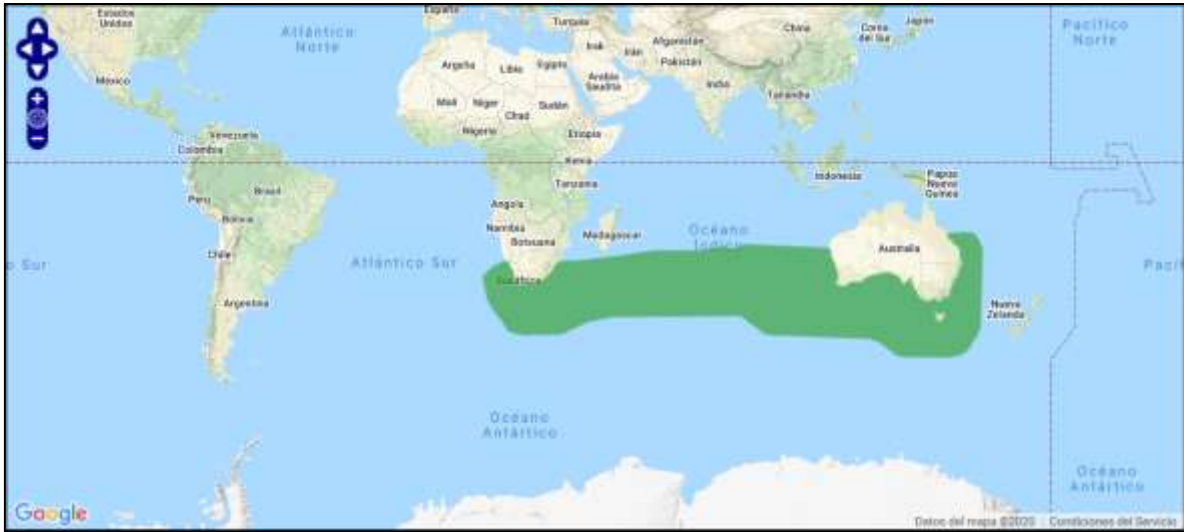 Estados
Unidos
Atlántico
Norte
España
Turquía
Irak
Irán
Afganistán
Pakistán
China
Corea
del Sur
Japón
Pacífico
Norte
México
Argelia
Libia
Egipto
Arabia
Saudita
India
Tailandia
Malí
Níger
Chad
Sudán
Nigeria
Etiopía
Venezuela
Colombia
Kenia
Indonesia
Papúa
Nueva
Guinea
Brasil
Perú
Tanzania
Angola
Bolivia
Namibia
Botsuana
Madagascar
Océano
Índico
Australia
Chile
o Sur
Atlántico Sur
Pací
Sudáfrica
Argentina
Nueva
Zelanda
Océano
Antártico
Océano
Antártico
Google
Datos del mapa ©2020
Condiciones del Servicio